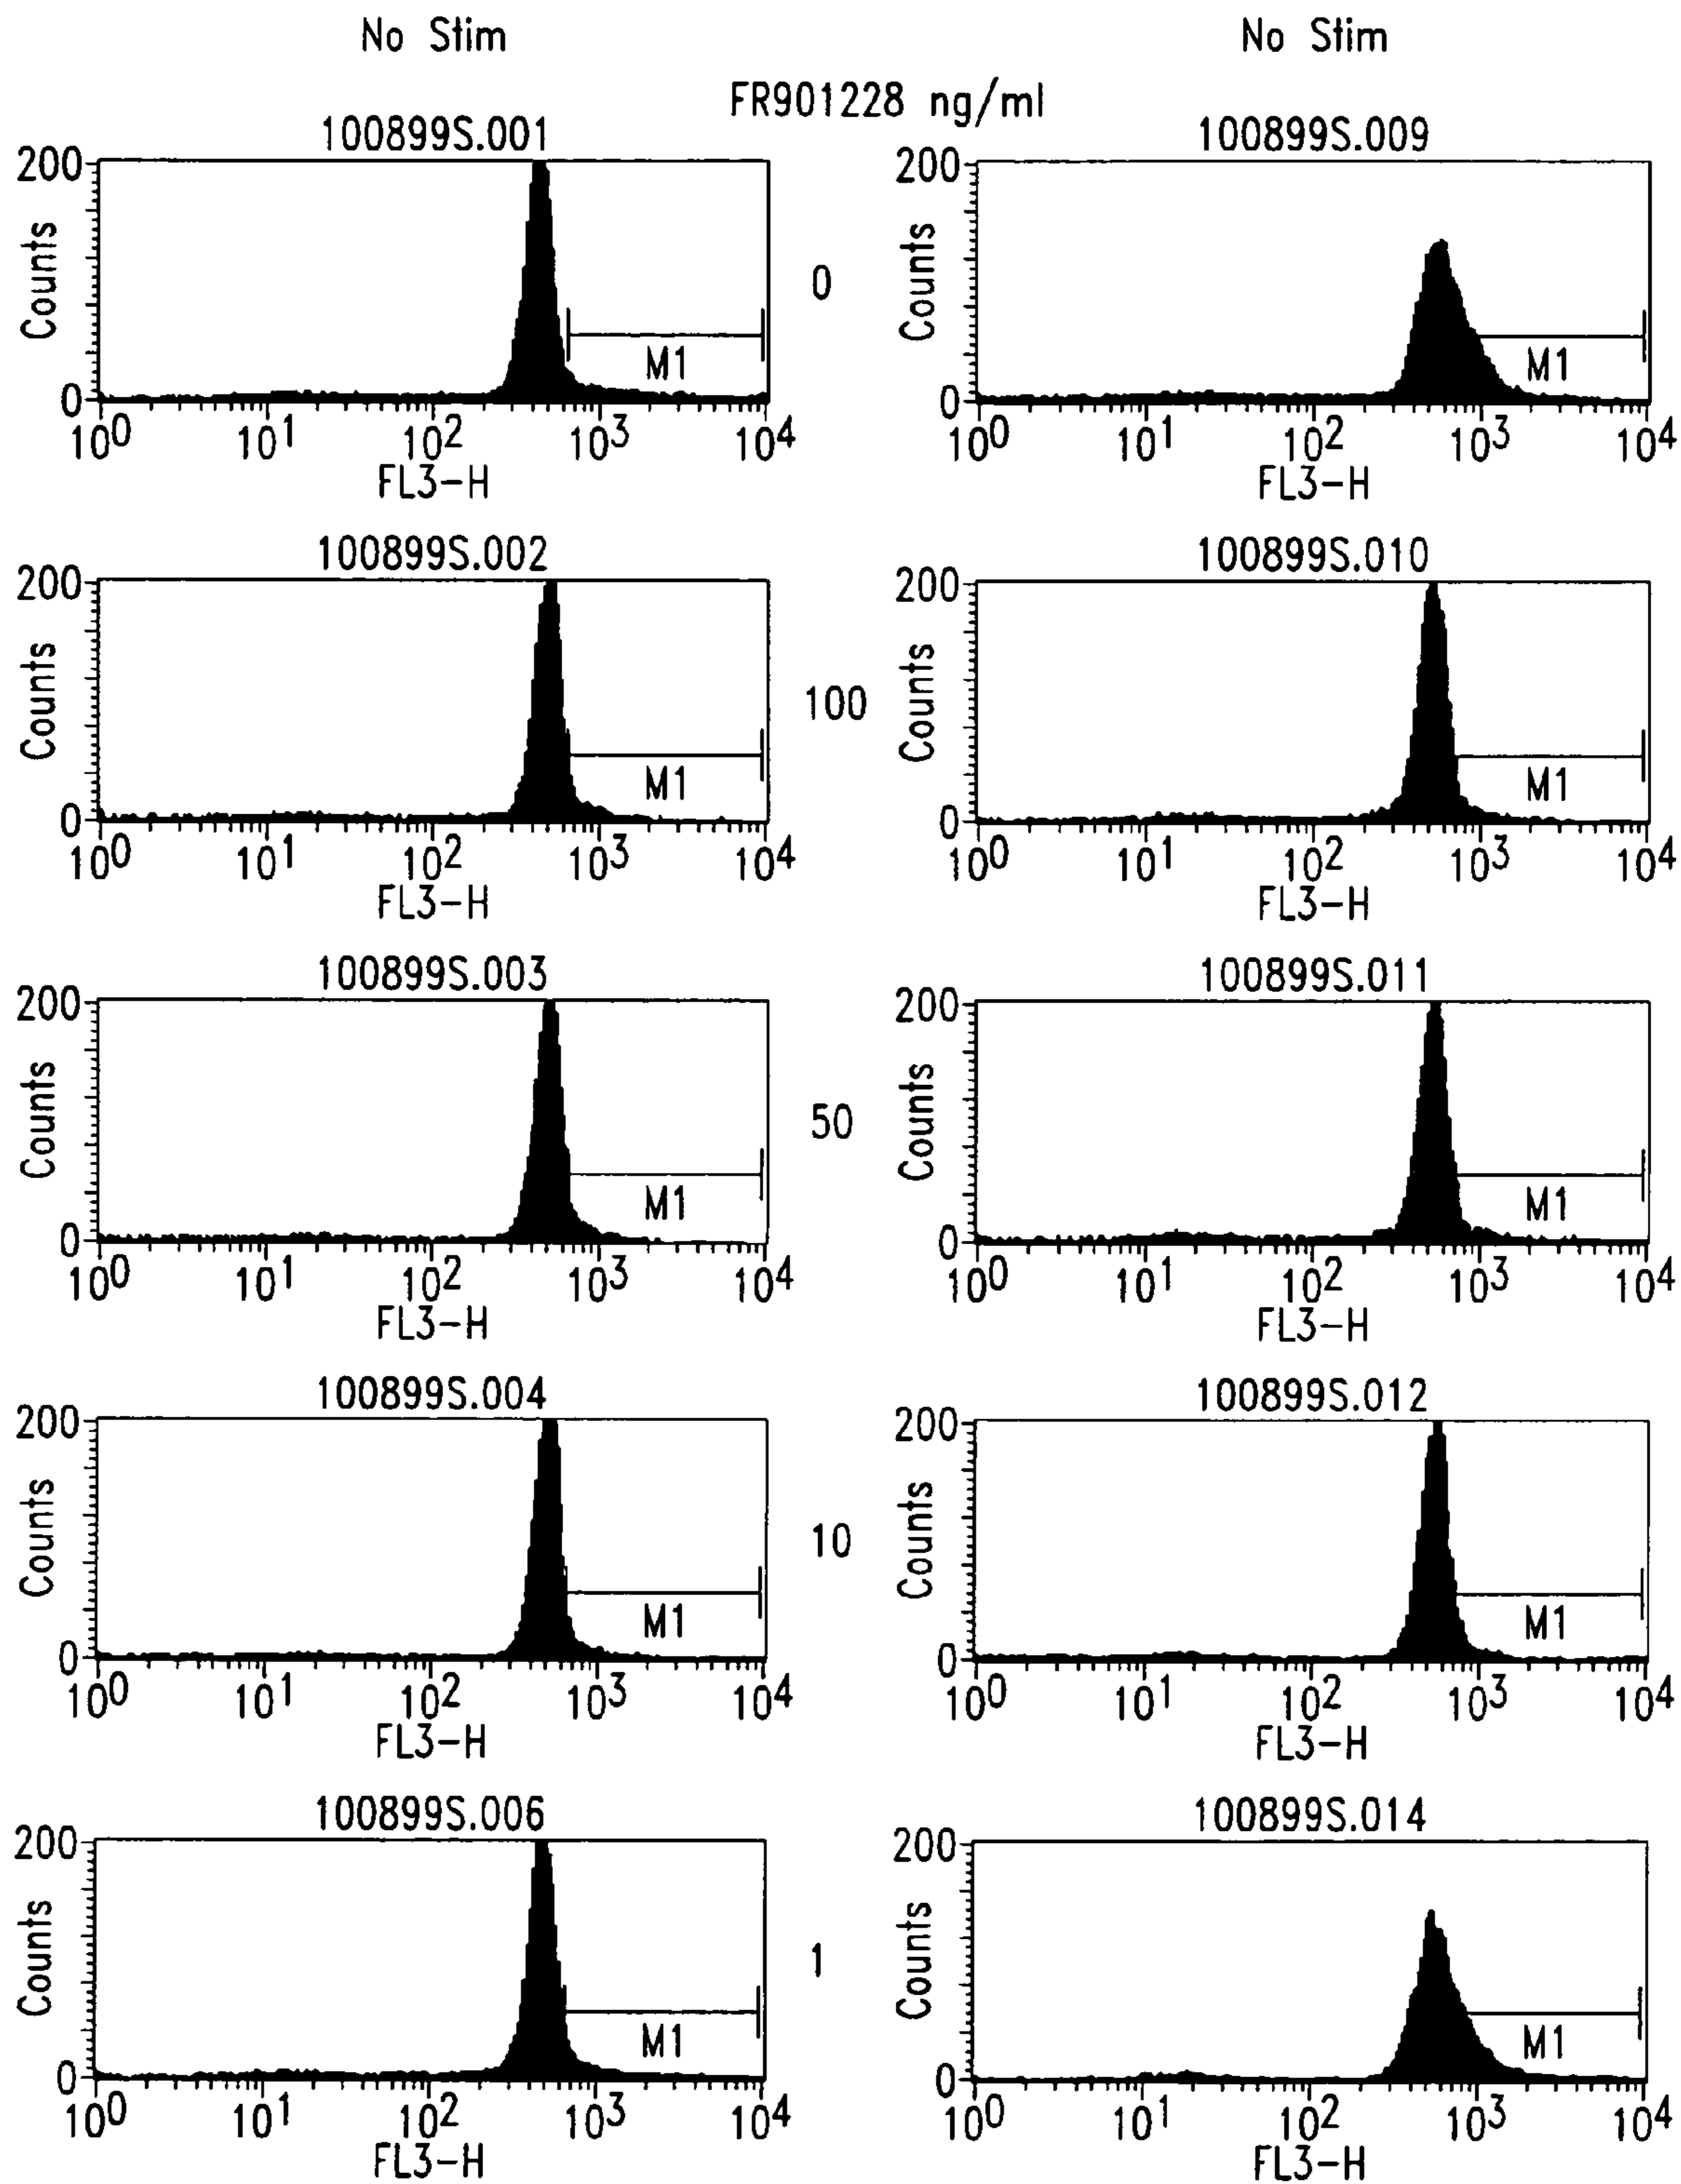 No Stim No Stim
FR901228 ng/ml
100899S.001 100899S.009
200 200
Counts 0 Counts
M1 M1
0 0
10^0 10^1 10^2 10^3 10^4 10^0 10^1 10^2 10^3 10^4
FL3-H FL3-H
100899S.002 100899S.010
200 200
Counts 100 Counts
M1 M1
0 0
10^0 10^1 10^2 10^3 10^4 10^0 10^1 10^2 10^3 10^4
FL3-H FL3-H
100899S.003 100899S.011
200 200
Counts 50 Counts
M1 M1
0 0
10^0 10^1 10^2 10^3 10^4 10^0 10^1 10^2 10^3 10^4
FL3-H FL3-H
100899S.004 100899S.012
200 200
Counts 10 Counts
M1 M1
0 0
10^0 10^1 10^2 10^3 10^4 10^0 10^1 10^2 10^3 10^4
FL3-H FL3-H
100899S.006 100899S.014
200 200
Counts 1 Counts
M1 M1
0 0
10^0 10^1 10^2 10^3 10^4 10^0 10^1 10^2 10^3 10^4
FL3-H FL3-H